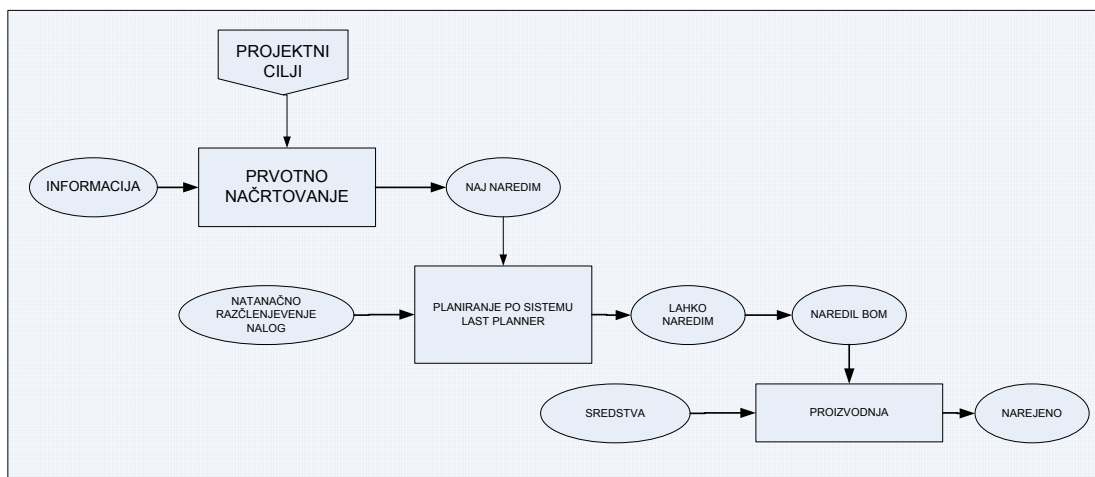 PROJEKTNI
CILJI
INFORMACIJA
PRVOTNO
NAČRTOVANJE
NAJ NAREDIM
NATANAČNO
RAZČLENJEVENJE
NALOG
PLANIRANJE PO SISTEMU
LAST PLANNER
LAHKO
NAREDIM
NAREDIL BOM
SREDSTVA
PROIZVODNJA
NAREJENO